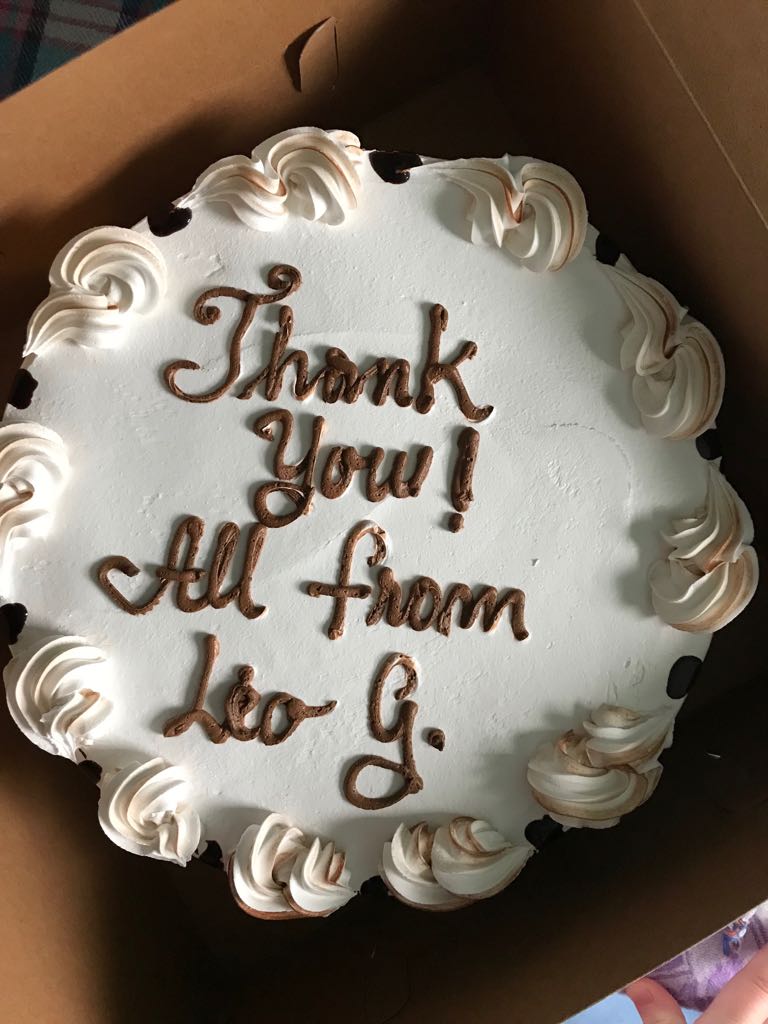 Thank
You!
All from
Leo G.